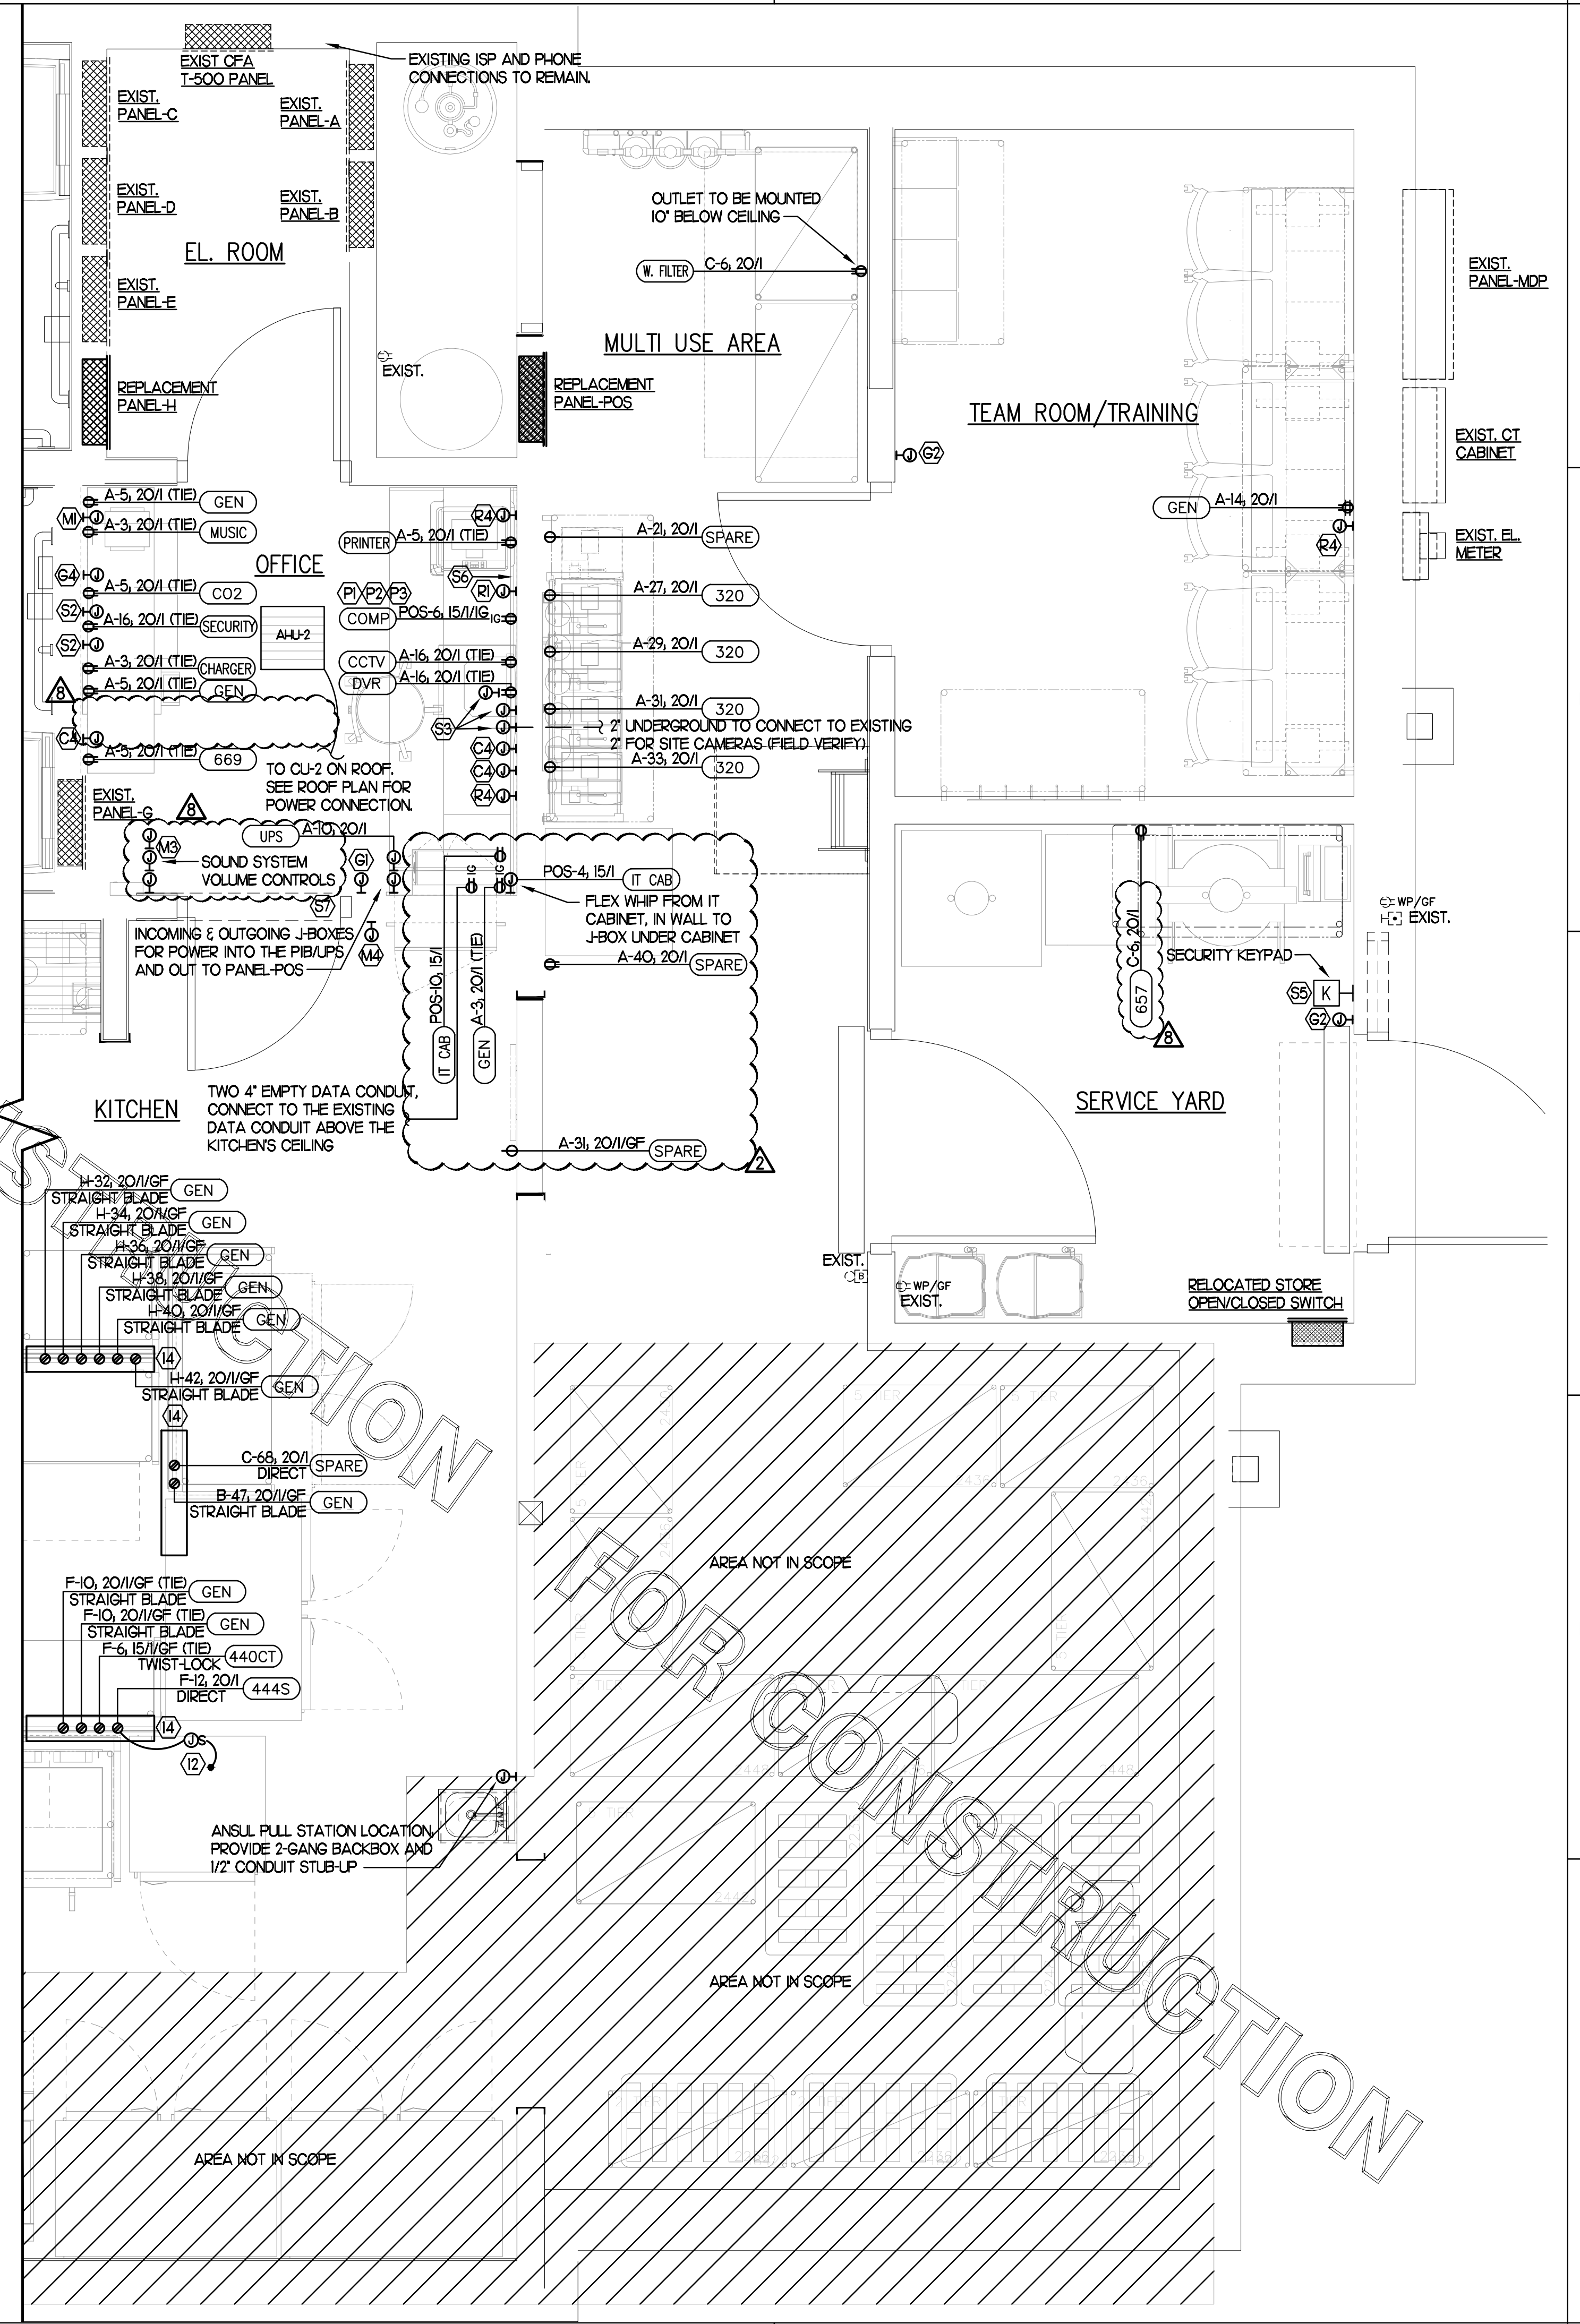 EXIST CFA
T-500 PANEL
EXISTING ISP AND PHONE
CONNECTIONS TO REMAIN.
EXIST.
PANEL-C
EXIST.
PANEL-A
EXIST.
PANEL-D
EXIST.
PANEL-B
EL. ROOM
EXIST.
PANEL-E
REPLACEMENT
PANEL-H
EXIST.
OUTLET TO BE MOUNTED
10" BELOW CEILING
W. FILTER
C-6, 20/1
MULTI USE AREA
REPLACEMENT
PANEL-POS
TEAM ROOM/TRAINING
EXIST.
PANEL-MDP
EXIST. CT
CABINET
EXIST. EL.
METER
G2
J
GEN
A-14, 20/1
J
R4
A-5, 20/1 (TIE)
GEN
M1
J
A-3, 20/1 (TIE)
MUSIC
OFFICE
G4
J
A-5, 20/1 (TIE)
CO2
S2
J
A-16, 20/1 (TIE)
SECURITY
S2
J
A-3, 20/1 (TIE)
CHARGER
A-5, 20/1 (TIE)
GEN
8
AHU-2
C4
J
A-5, 20/1 (TIE)
669
TO CU-2 ON ROOF.
SEE ROOF PLAN FOR
POWER CONNECTION.
R4
J
PRINTER
A-5, 20/1 (TIE)
S6
P1
P2
P3
R1
J
COMP
POS-6, 15/1/IG
IG
CCTV
A-16, 20/1 (TIE)
DVR
A-16, 20/1 (TIE)
J
J
S3
J
C4
J
C4
J
R4
J
A-21, 20/1
SPARE
A-27, 20/1
320
A-29, 20/1
320
A-31, 20/1
320
2" UNDERGROUND TO CONNECT TO EXISTING
2" FOR SITE CAMERAS (FIELD VERIFY)
A-33, 20/1
320
EXIST.
PANEL-G
8
J
M3
J
J
SOUND SYSTEM
VOLUME CONTROLS
UPS
A-10, 20/1
G1
J
J
J
S7
INCOMING & OUTGOING J-BOXES
FOR POWER INTO THE PIB/UPS
AND OUT TO PANEL-POS
J
M4
IG
IG
J
POS-4, 15/1
IT CAB
FLEX WHIP FROM IT
CABINET, IN WALL TO
J-BOX UNDER CABINET
A-40, 20/1
SPARE
POS-10, 15/1
IT CAB
A-3, 20/1 (TIE)
GEN
TWO 4" EMPTY DATA CONDUIT,
CONNECT TO THE EXISTING
DATA CONDUIT ABOVE THE
KITCHEN'S CEILING
KITCHEN
A-31, 20/1/GF
SPARE
2
C-6, 20/1
657
8
WP/GF
EXIST.
SECURITY KEYPAD
S5
K
G2
J
SERVICE YARD
EXIST.
B
WP/GF
EXIST.
RELOCATED STORE
OPEN/CLOSED SWITCH
H-32, 20/1/GF
STRAIGHT BLADE
GEN
H-34, 20/1/GF
STRAIGHT BLADE
GEN
H-36, 20/1/GF
STRAIGHT BLADE
GEN
H-38, 20/1/GF
STRAIGHT BLADE
GEN
H-40, 20/1/GF
STRAIGHT BLADE
GEN
14
H-42, 20/1/GF
STRAIGHT BLADE
GEN
14
C-68, 20/1
DIRECT
SPARE
B-47, 20/1/GF
STRAIGHT BLADE
GEN
F-10, 20/1/GF (TIE)
STRAIGHT BLADE
GEN
F-10, 20/1/GF (TIE)
STRAIGHT BLADE
GEN
F-6, 15/1/GF (TIE)
TWIST-LOCK
440CT
F-12, 20/1
DIRECT
444S
14
JS
12
J
ANSUL PULL STATION LOCATION,
PROVIDE 2-GANG BACKBOX AND
1/2" CONDUIT STUB-UP
AREA NOT IN SCOPE
AREA NOT IN SCOPE
AREA NOT IN SCOPE
FOR CONSTRUCTION